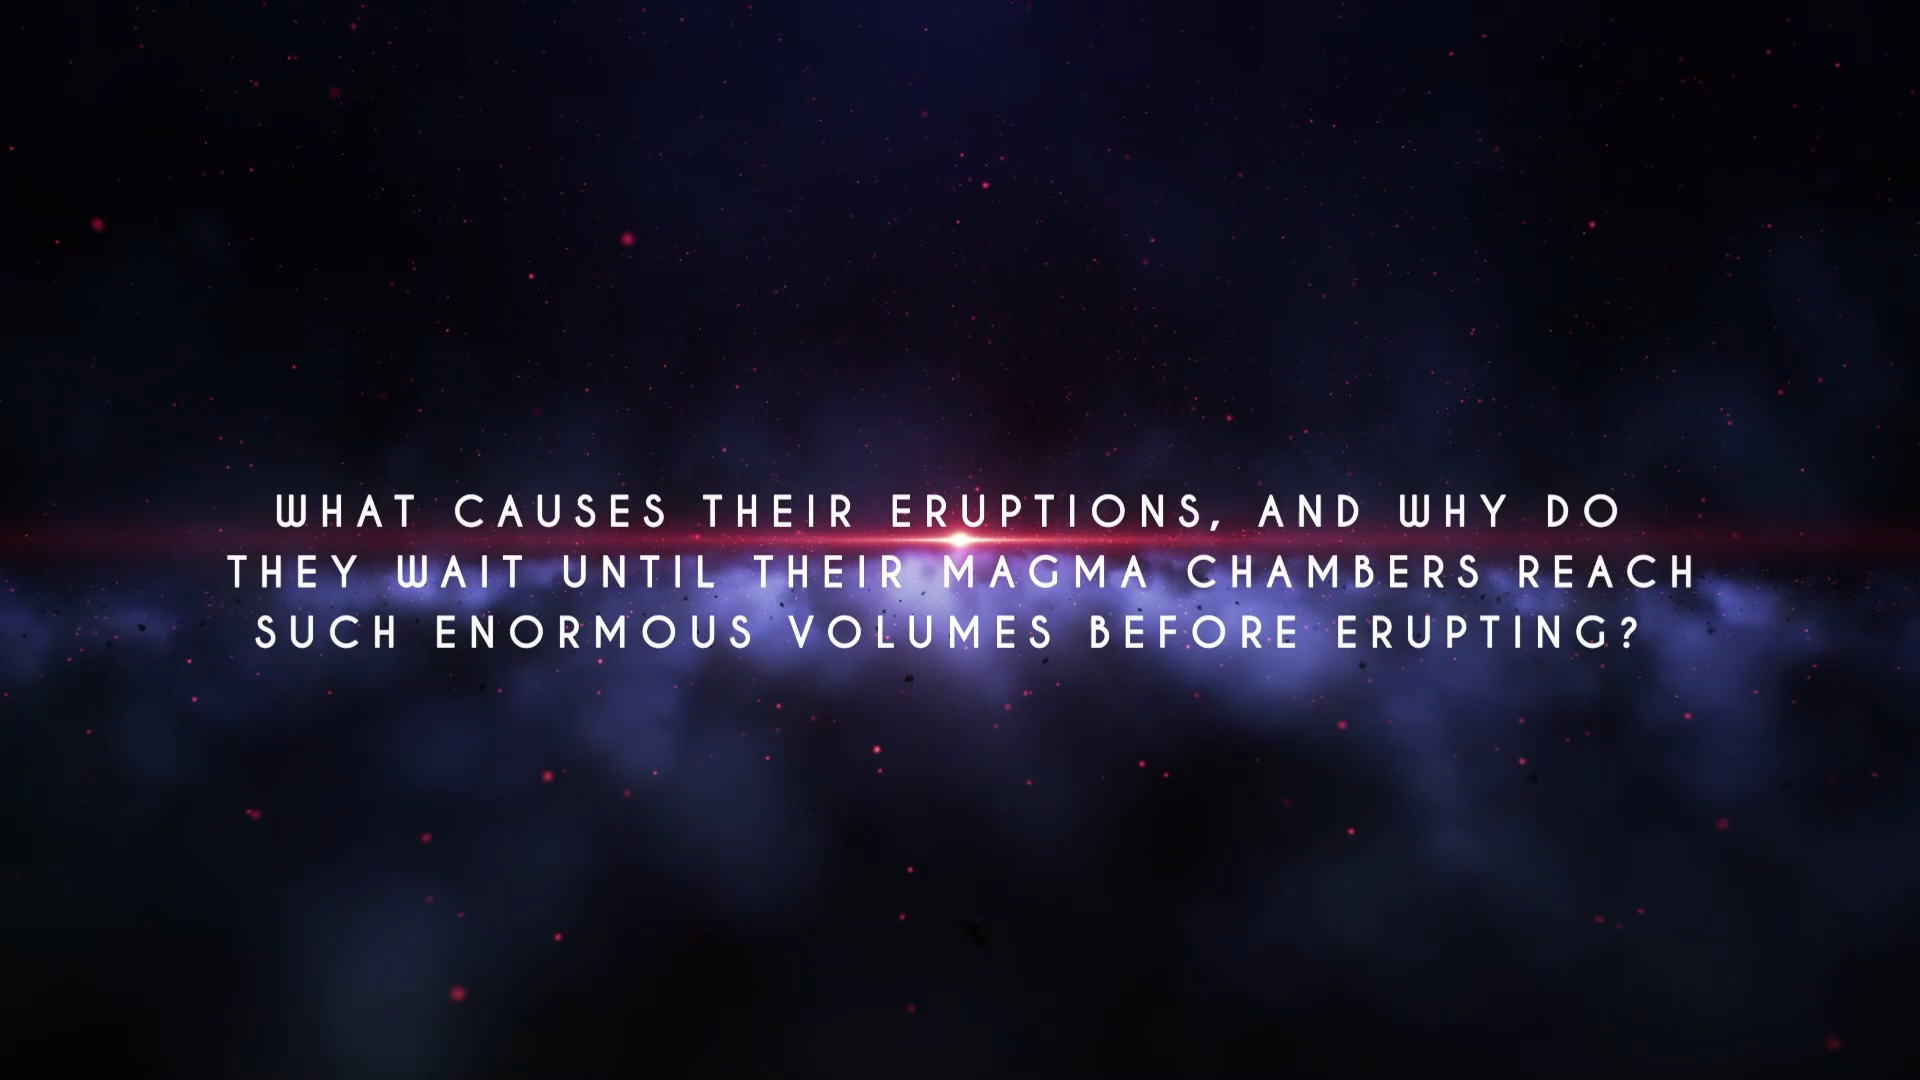 WHAT CAUSES THEIR ERUPTIONS, AND WHY DO
THEY WAIT UNTIL THEIR MAGMA CHAMBERS REACH
SUCH ENORMOUS VOLUMES BEFORE ERUPTING?